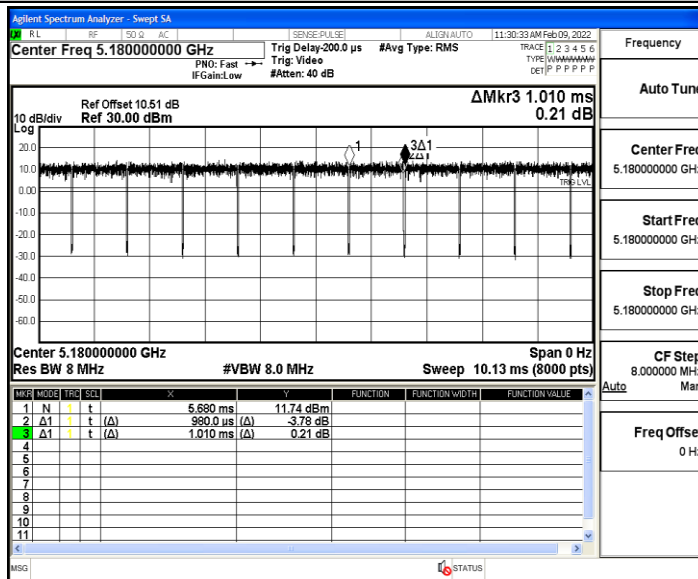 Agilent Spectrum Analyzer - Swept SA
RL RF 50 Ω AC SENSE:PULSE ALIGN AUTO 11:30:33 AM Feb 09, 2022
Center Freq 5.180000000 GHz
PNO: Fast
IFGain:Low
Trig Delay-200.0 µs
Trig: Video
#Atten: 40 dB
#Avg Type: RMS
TRACE 1 2 3 4 5 6
TYPE WWWWWW
DET P P P P P P
Ref Offset 10.51 dB
10 dB/div Ref 30.00 dBm
Log
ΔMkr3 1.010 ms
0.21 dB
20.0
10.0
0.00
-10.0
-20.0
-30.0
-40.0
-50.0
-60.0
1
3Δ1
2Δ1
TRIG LVL
Center 5.180000000 GHz Span 0 Hz
Res BW 8 MHz #VBW 8.0 MHz Sweep 10.13 ms (8000 pts)
MKR MODE TRC SCL X Y FUNCTION FUNCTION WIDTH FUNCTION VALUE
1 N 1 t 5.680 ms 11.74 dBm
2 Δ1 1 t (Δ) 980.0 µs (Δ) -3.78 dB
3 Δ1 1 t (Δ) 1.010 ms (Δ) 0.21 dB
4
5
6
7
8
9
10
11
MSG STATUS
Frequency
Auto Tune
Center Freq
5.180000000 GHz
Start Freq
5.180000000 GHz
Stop Freq
5.180000000 GHz
CF Step
8.000000 MHz
Auto Man
Freq Offset
0 Hz